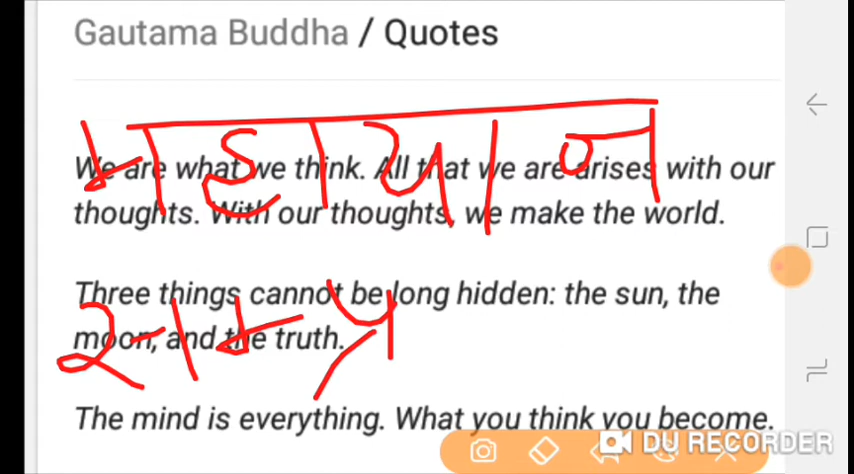 Gautama Buddha / Quotes
We are what we think. All that we are arises with our
thoughts. With our thoughts, we make the world.
Three things cannot be long hidden: the sun, the
moon, and the truth.
2-1+y
The mind is everything. What you think you become.
DU RECORDER